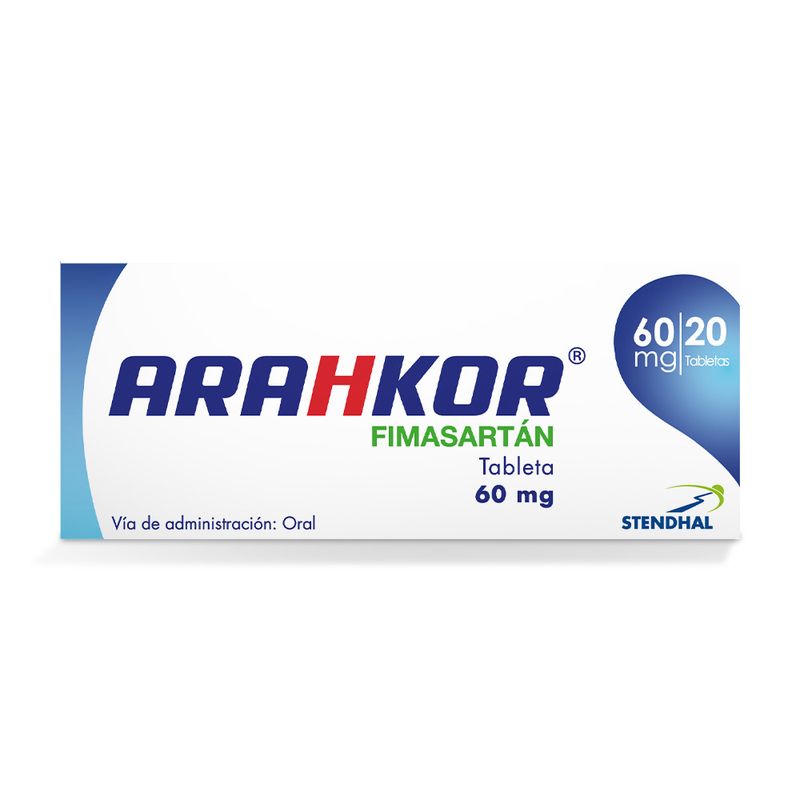 ARAHKOR®
FIMASARTÁN
Tableta
60 mg
Vía de administración: Oral
60 mg | 20 Tabletas
STENDHAL